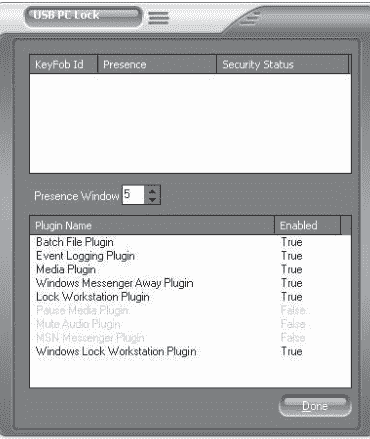 USB PC Lock
KeyFob Id Presence Security Status
Presence Window 5
Plugin Name Enabled
Batch File Plugin True
Event Logging Plugin True
Media Plugin True
Windows Messenger Away Plugin True
Lock Workstation Plugin True
Pause Media Plugin False
Mute Audio Plugin False
MSN Messenger Plugin False
Windows Lock Workstation Plugin True
Done